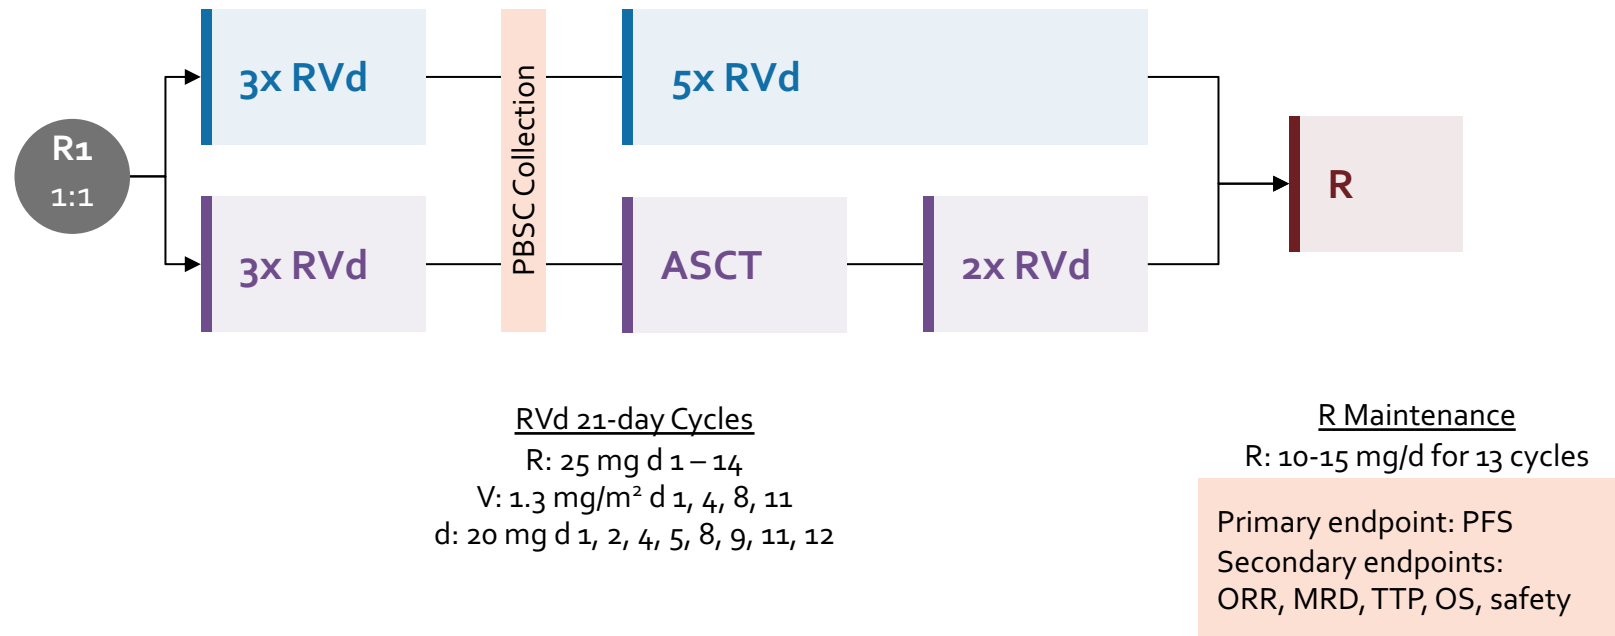 R1
1:1
3x RVd
PBSC Collection
5x RVd
3x RVd
ASCT
2x RVd
R
RVd 21-day Cycles
R: 25 mg d 1 – 14
V: 1.3 mg/m² d 1, 4, 8, 11
d: 20 mg d 1, 2, 4, 5, 8, 9, 11, 12
R Maintenance
R: 10-15 mg/d for 13 cycles
Primary endpoint: PFS
Secondary endpoints:
ORR, MRD, TTP, OS, safety